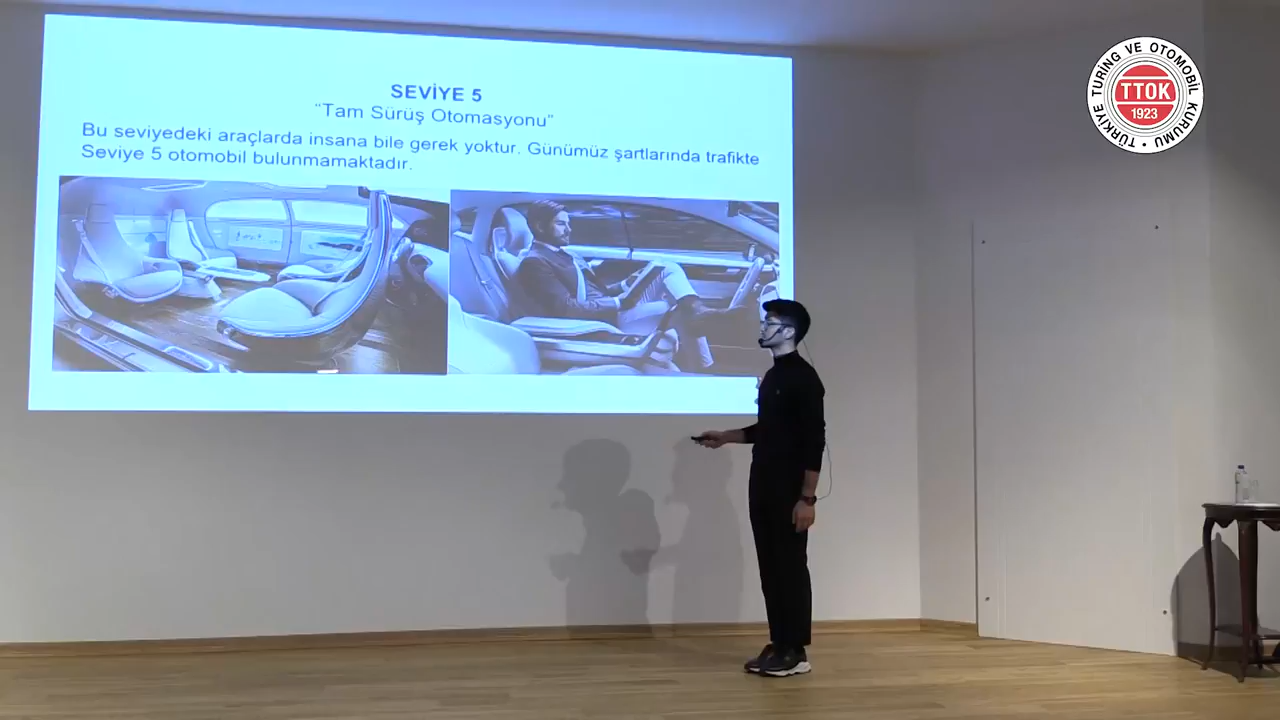 SEVİYE 5
“Tam Sürüş Otomasyonu”
Bu seviyedeki araçlarda insana bile gerek yoktur. Günümüz şartlarında trafikte
Seviye 5 otomobil bulunmamaktadır.
TÜRKİYE TURİNG VE OTOMOBİL KURUMU
TTOK
1923